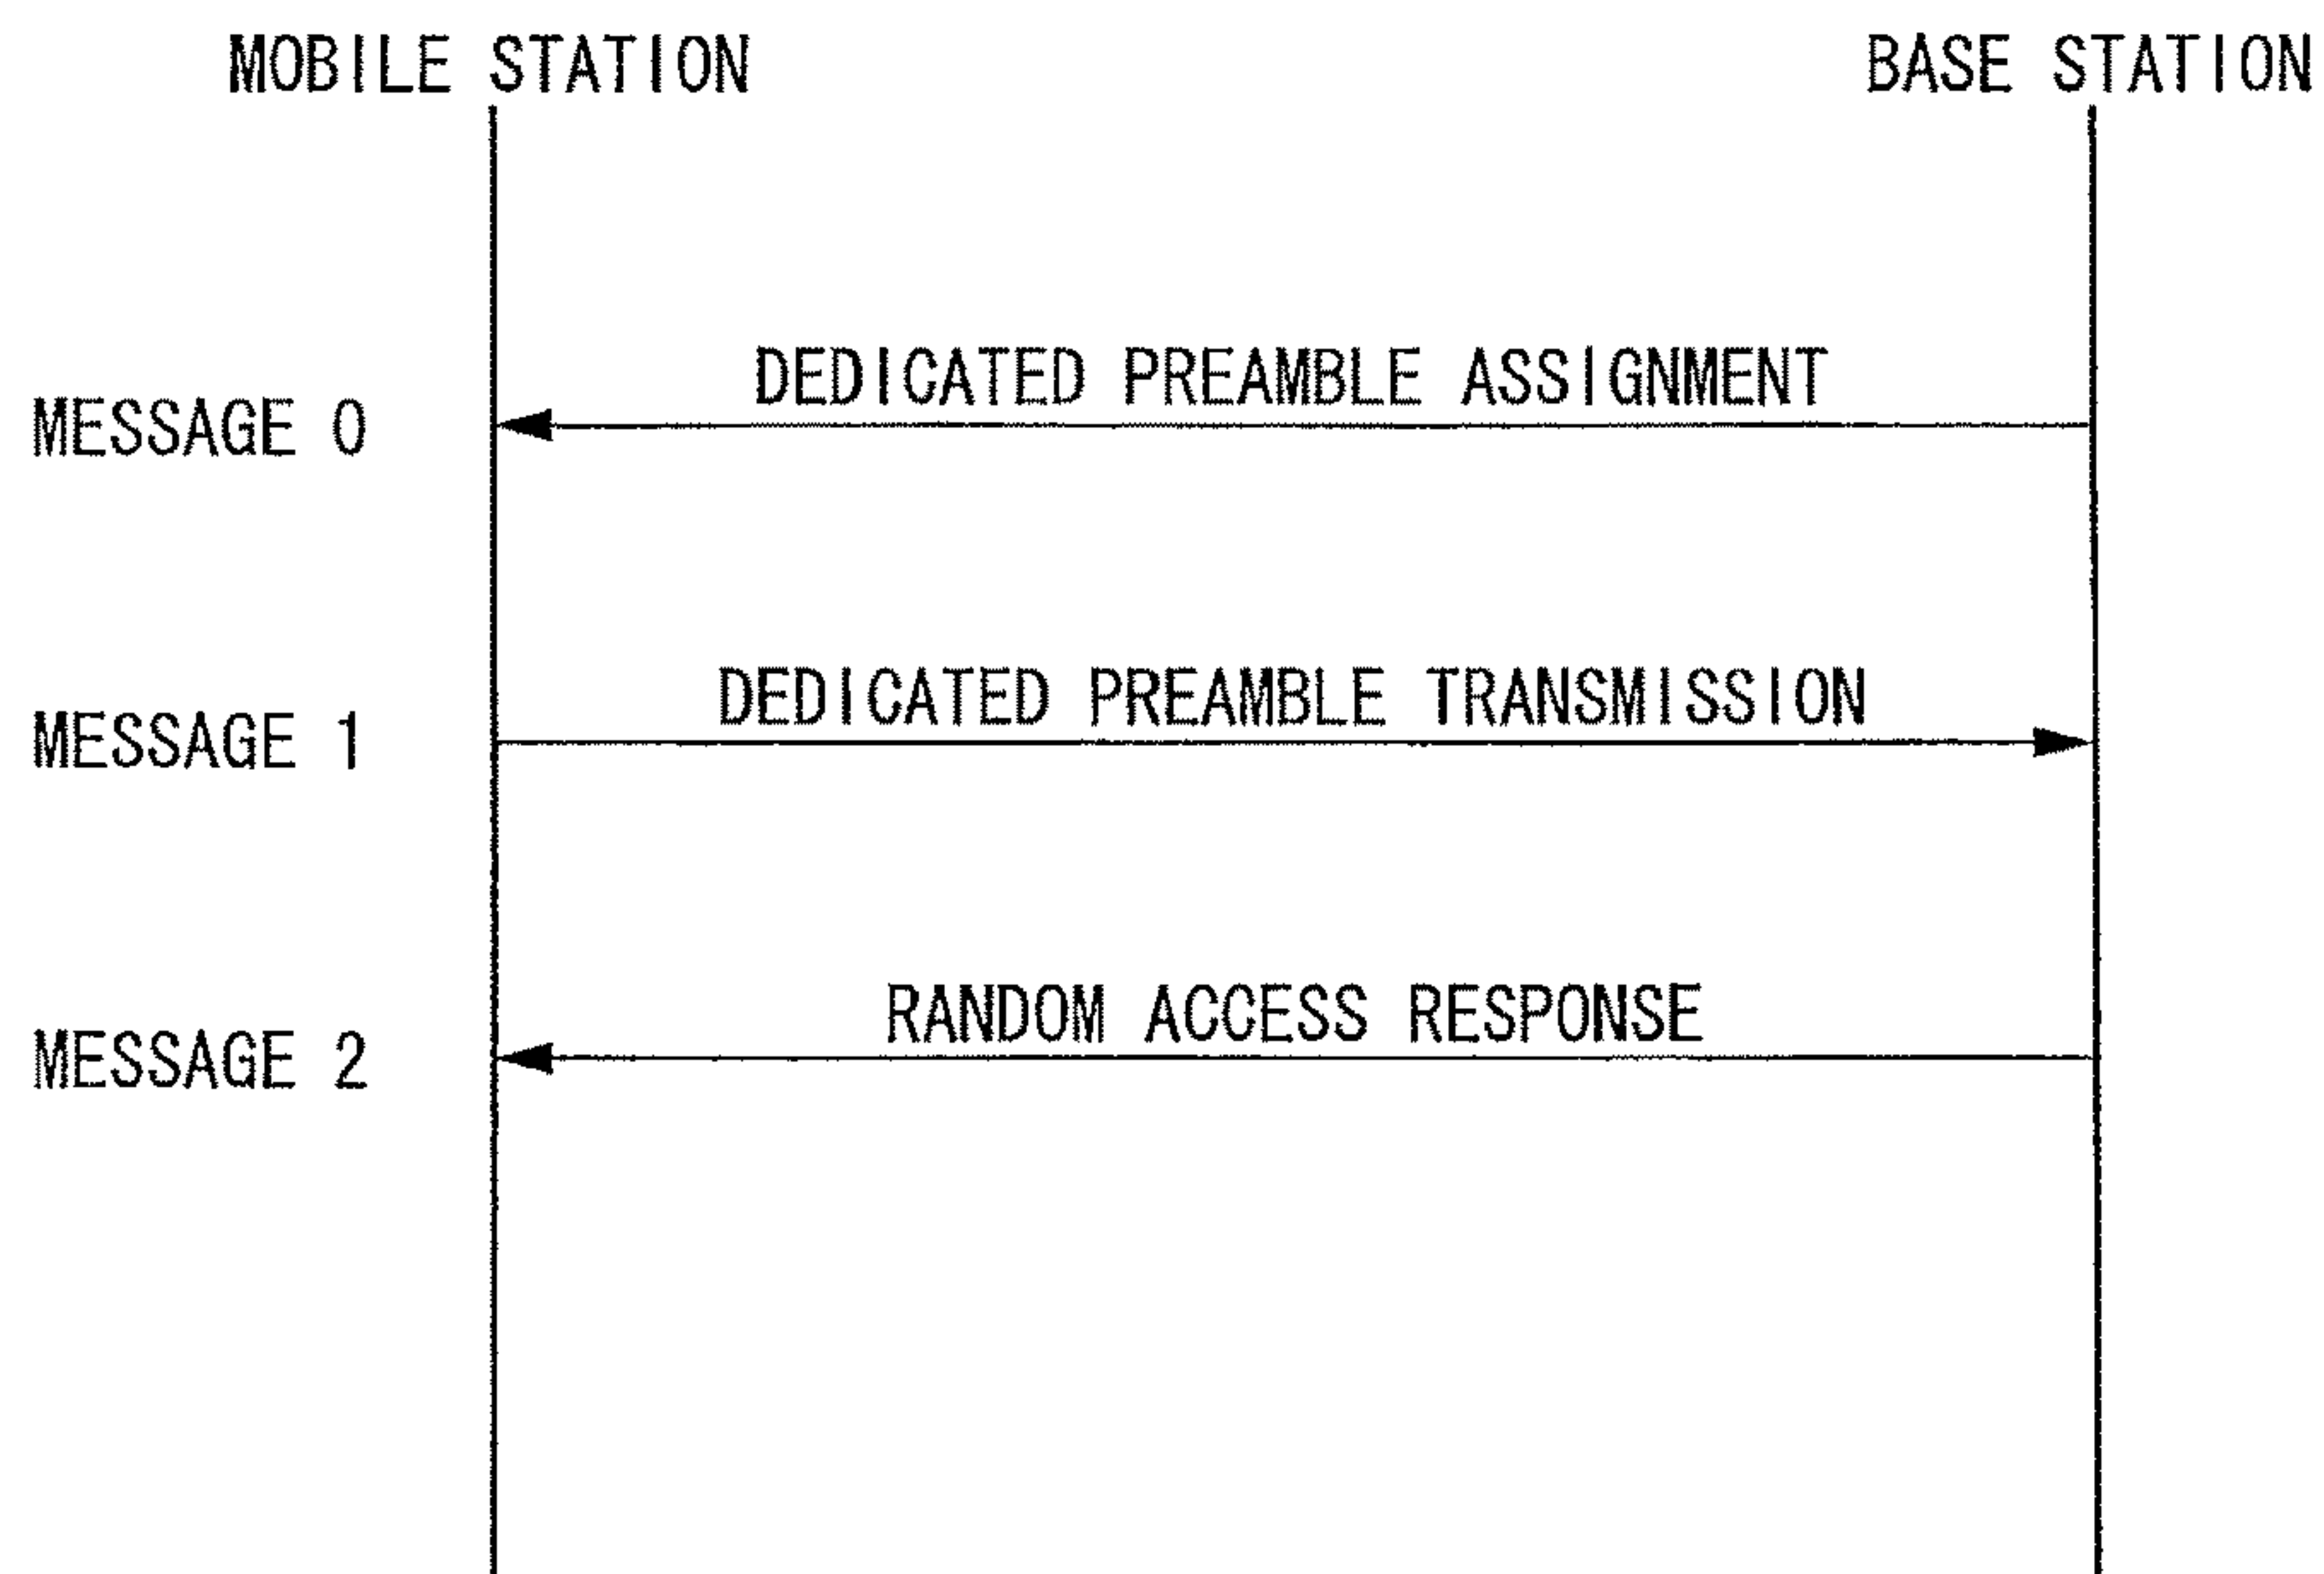 MOBILE STATION
BASE STATION
DEDICATED PREAMBLE ASSIGNMENT
MESSAGE 0
DEDICATED PREAMBLE TRANSMISSION
MESSAGE 1
RANDOM ACCESS RESPONSE
MESSAGE 2